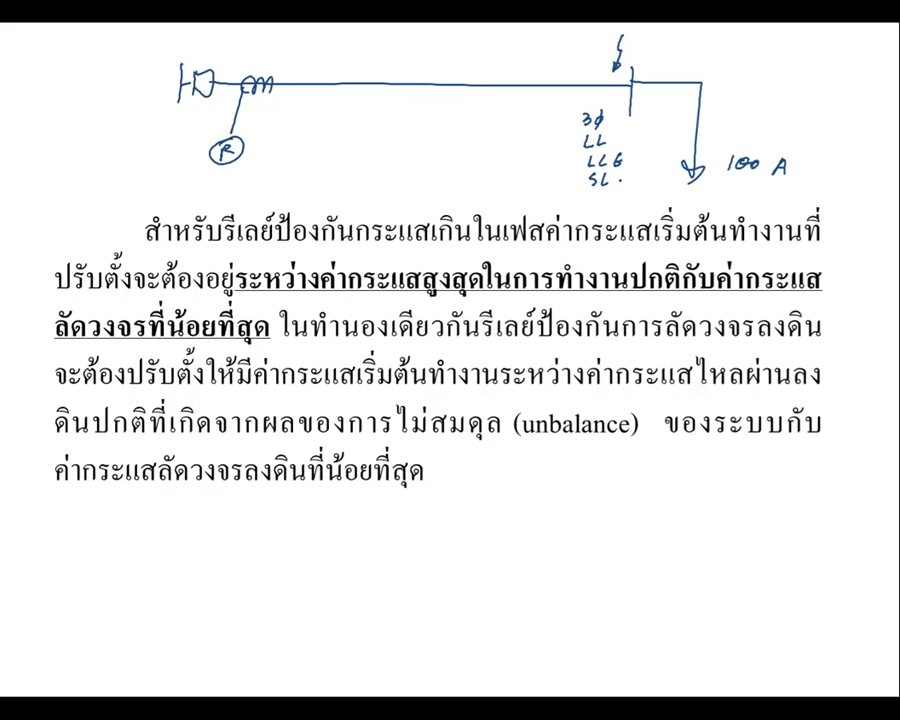 R
3φ
LL
LLG
SL.
100 A
สำหรับรีเลย์ป้องกันกระแสเกินในเฟสค่ากระแสเริ่มต้นทำงานที่
ปรับตั้งจะต้องอยู่ระหว่างค่ากระแสสูงสุดในการทำงานปกติกับค่ากระแส
ลัดวงจรที่น้อยที่สุด ในทำนองเดียวกันรีเลย์ป้องกันการลัดวงจรลงดิน
จะต้องปรับตั้งให้มีค่ากระแสเริ่มต้นทำงานระหว่างค่ากระแสไหลผ่านลง
ดินปกติที่เกิดจากผลของการไม่สมดุล (unbalance) ของระบบกับ
ค่ากระแสลัดวงจรลงดินที่น้อยที่สุด